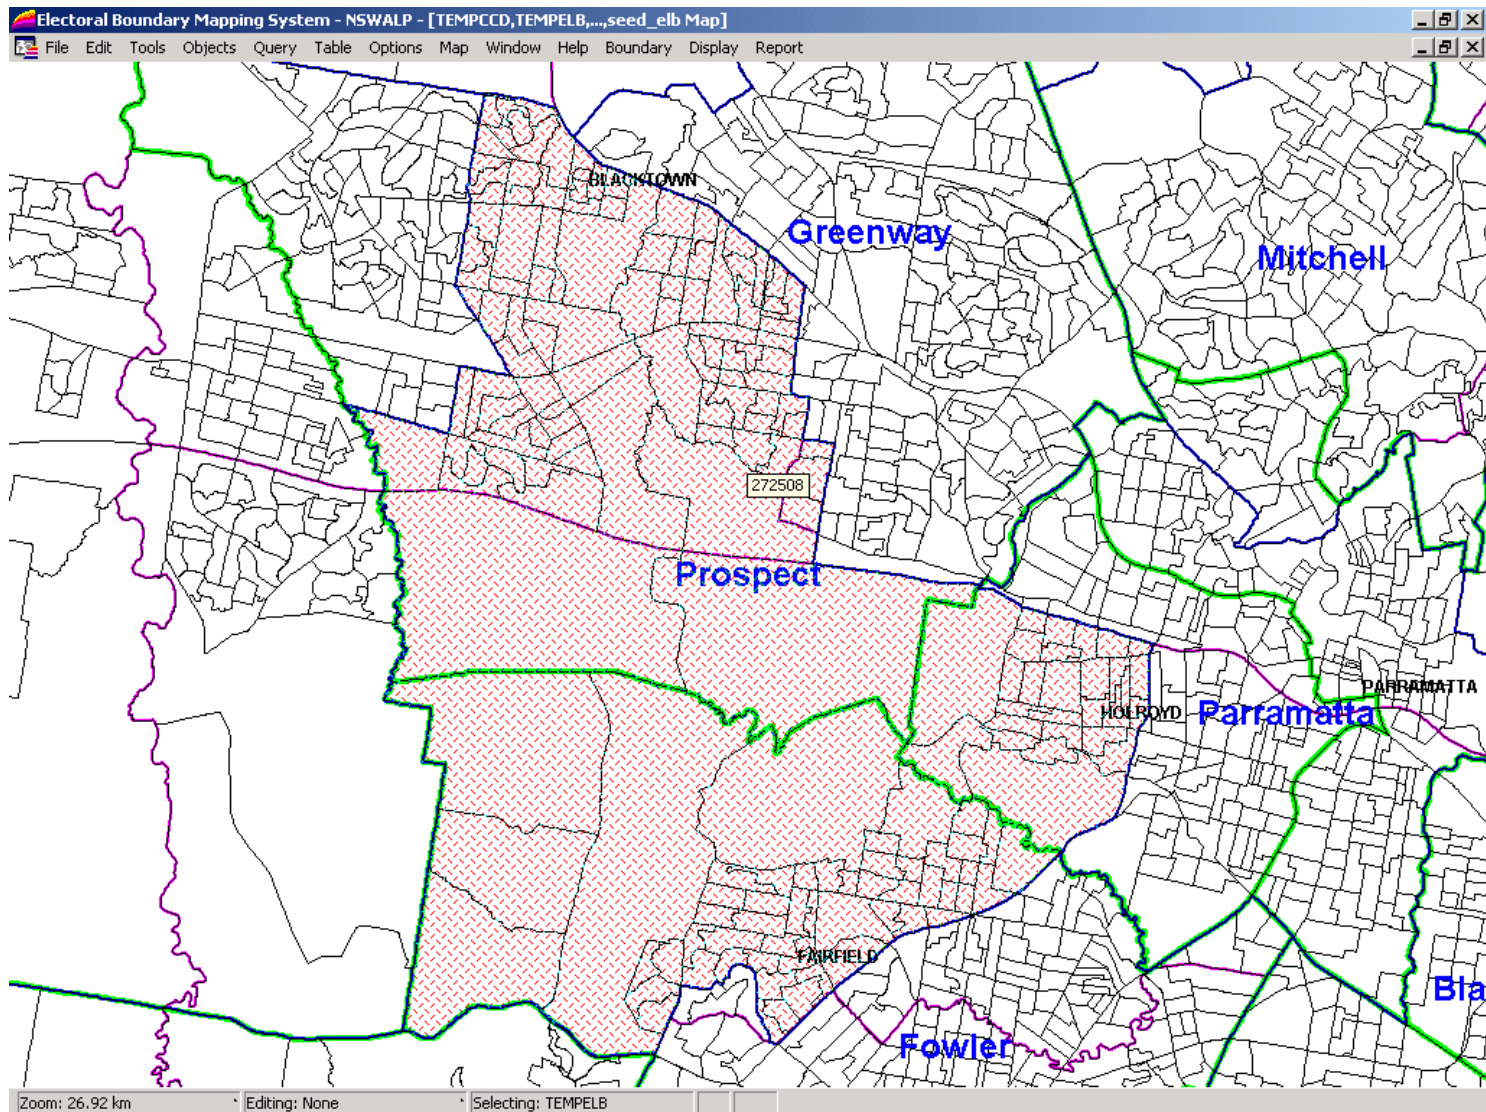 Electoral Boundary Mapping System - NSWALP - [TEMPCCD,TEMPELB,...,seed_elb Map]
File Edit Tools Objects Query Table Options Map Window Help Boundary Display Report
BLACKTOWN
Greenway
Mitchell
272508
Prospect
PARRAMATTA
HOLROYD
Parramatta
FAIRFIELD
Bla
Fowler
Zoom: 26.92 km
Editing: None
Selecting: TEMPELB